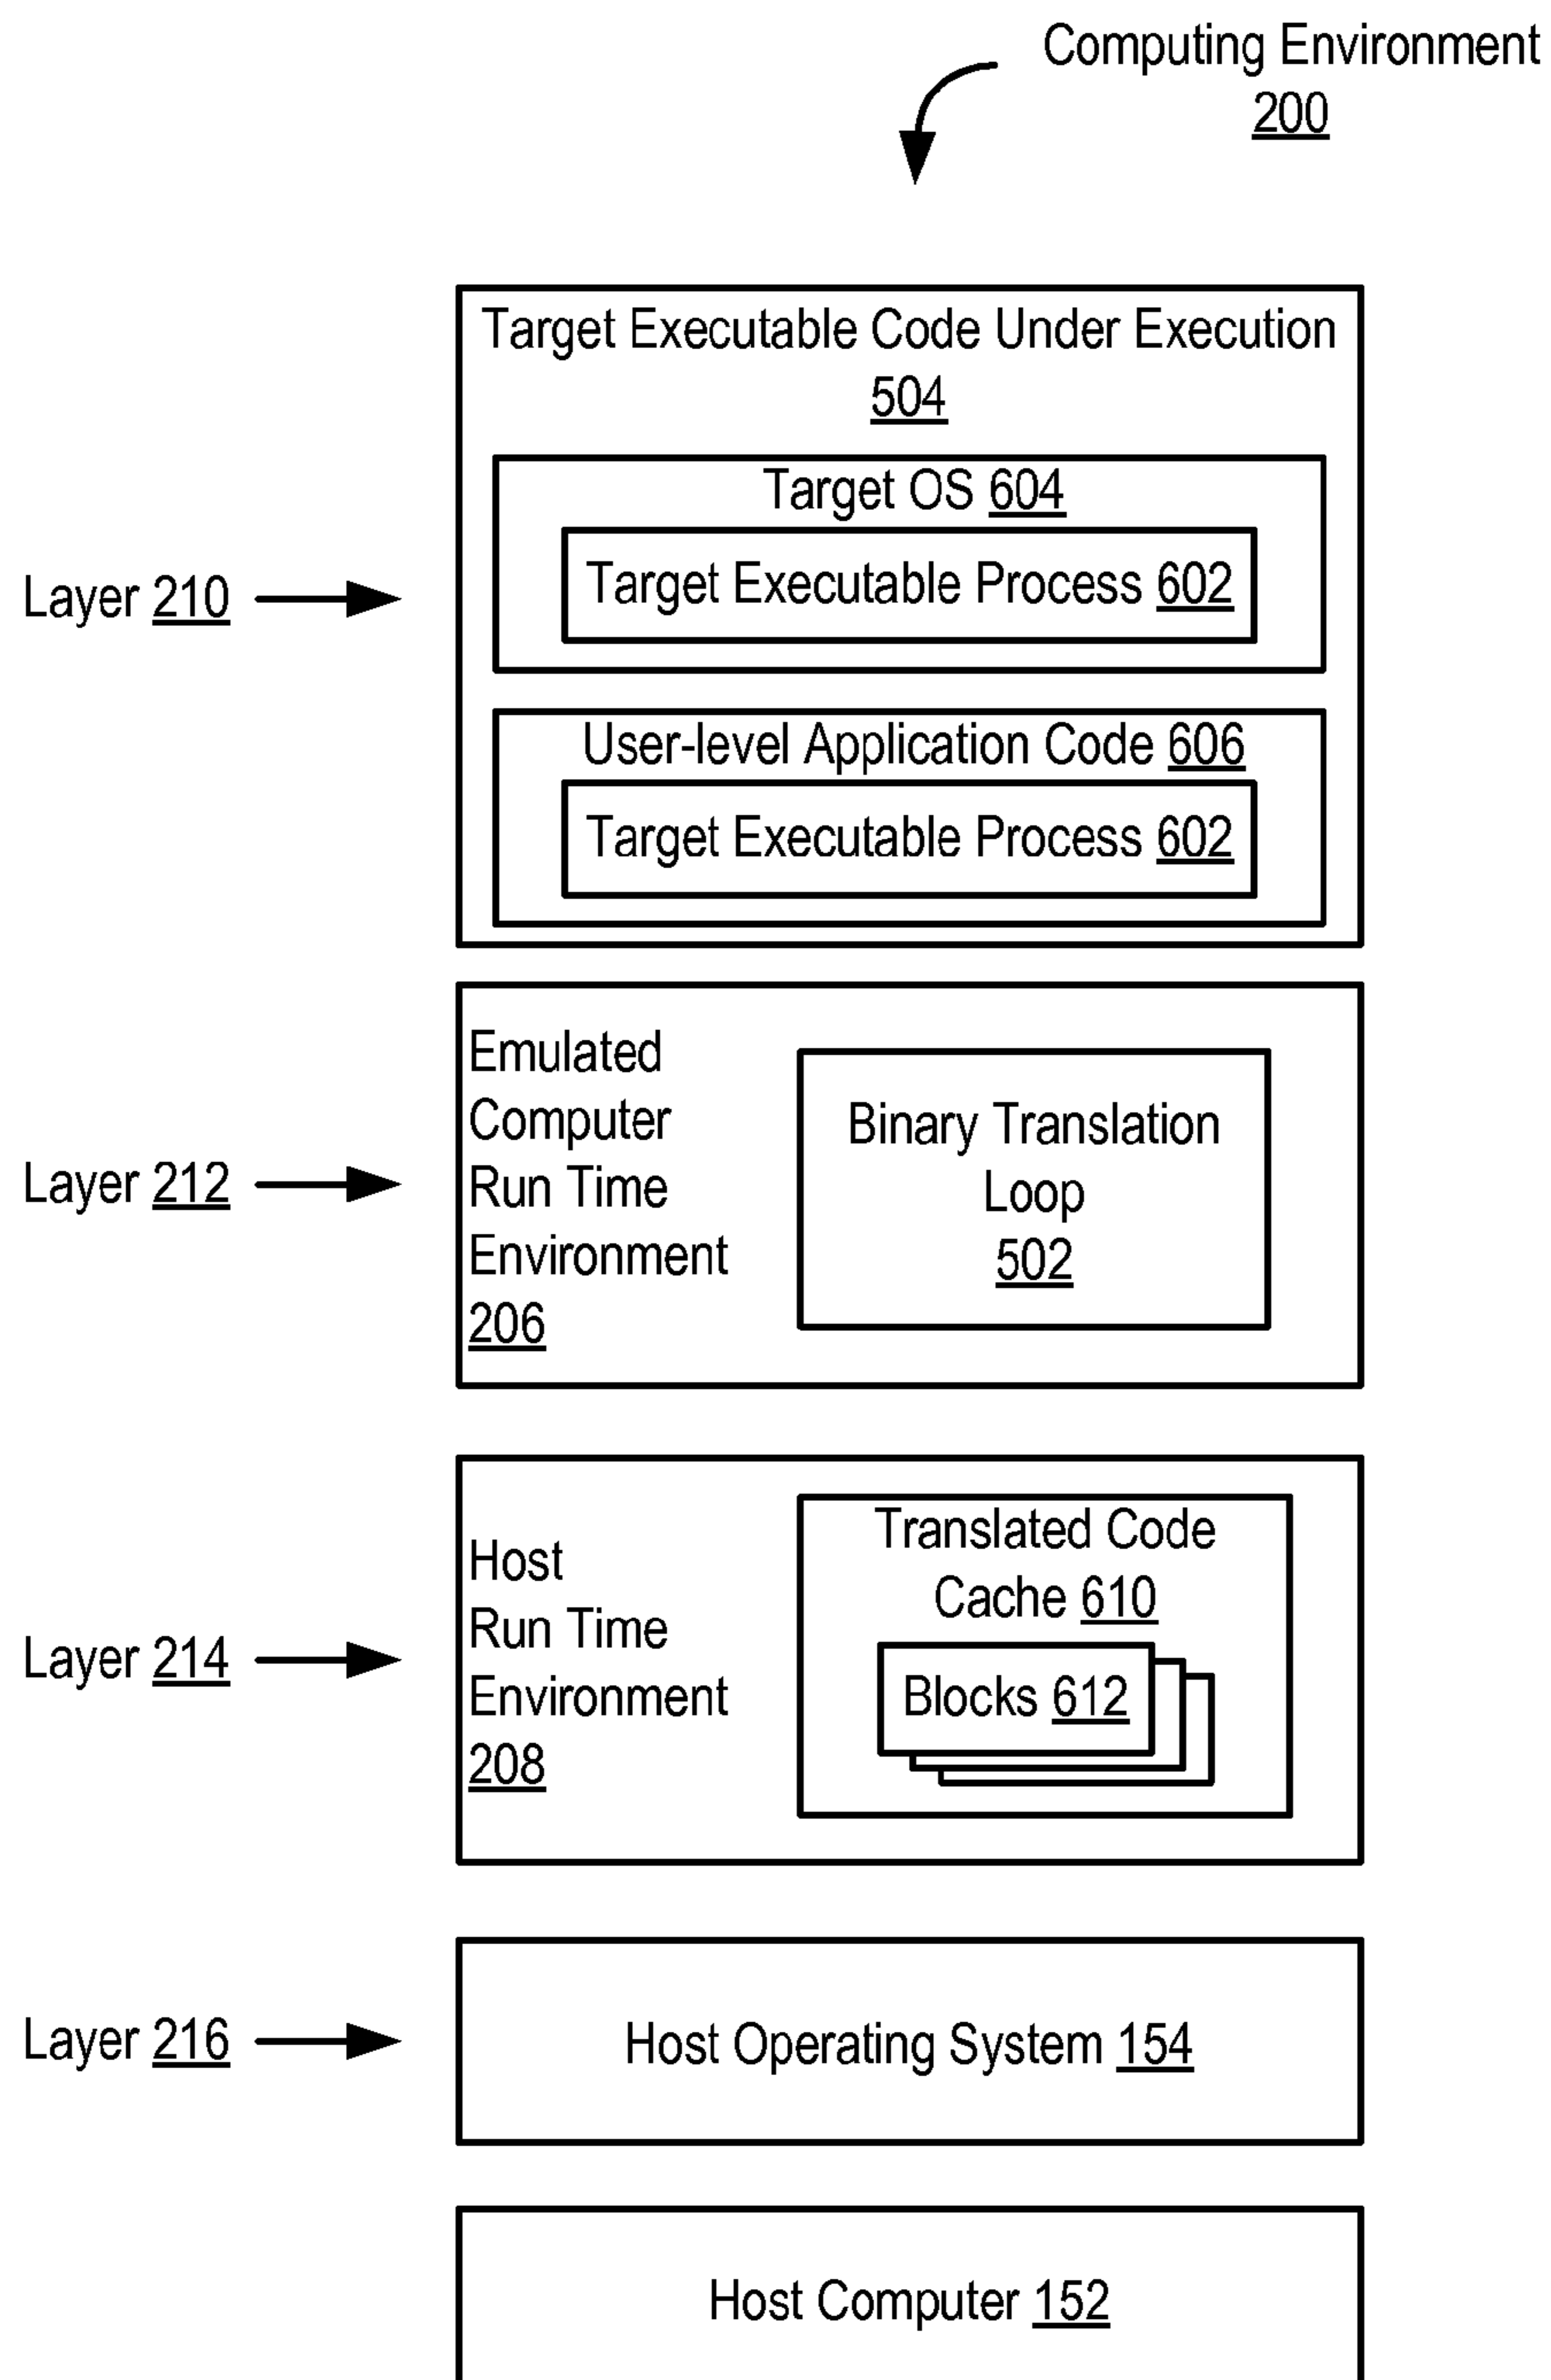 Computing Environment
200
Target Executable Code Under Execution
504
Target OS 604
Target Executable Process 602
Layer 210
User-level Application Code 606
Target Executable Process 602
Emulated
Computer
Run Time
Environment
206
Binary Translation
Loop
502
Layer 212
Host
Run Time
Environment
208
Translated Code
Cache 610
Blocks 612
Layer 214
Layer 216
Host Operating System 154
Host Computer 152